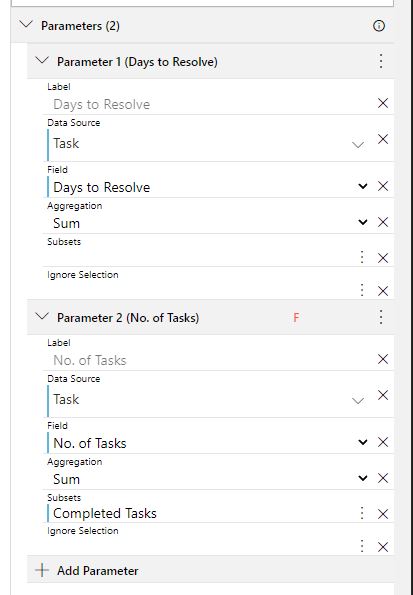 Parameters (2)
Parameter 1 (Days to Resolve)
Label
Days to Resolve
Data Source
Task
Field
Days to Resolve
Aggregation
Sum
Subsets
Ignore Selection
Parameter 2 (No. of Tasks) F
Label
No. of Tasks
Data Source
Task
Field
No. of Tasks
Aggregation
Sum
Subsets
Completed Tasks
Ignore Selection
Add Parameter